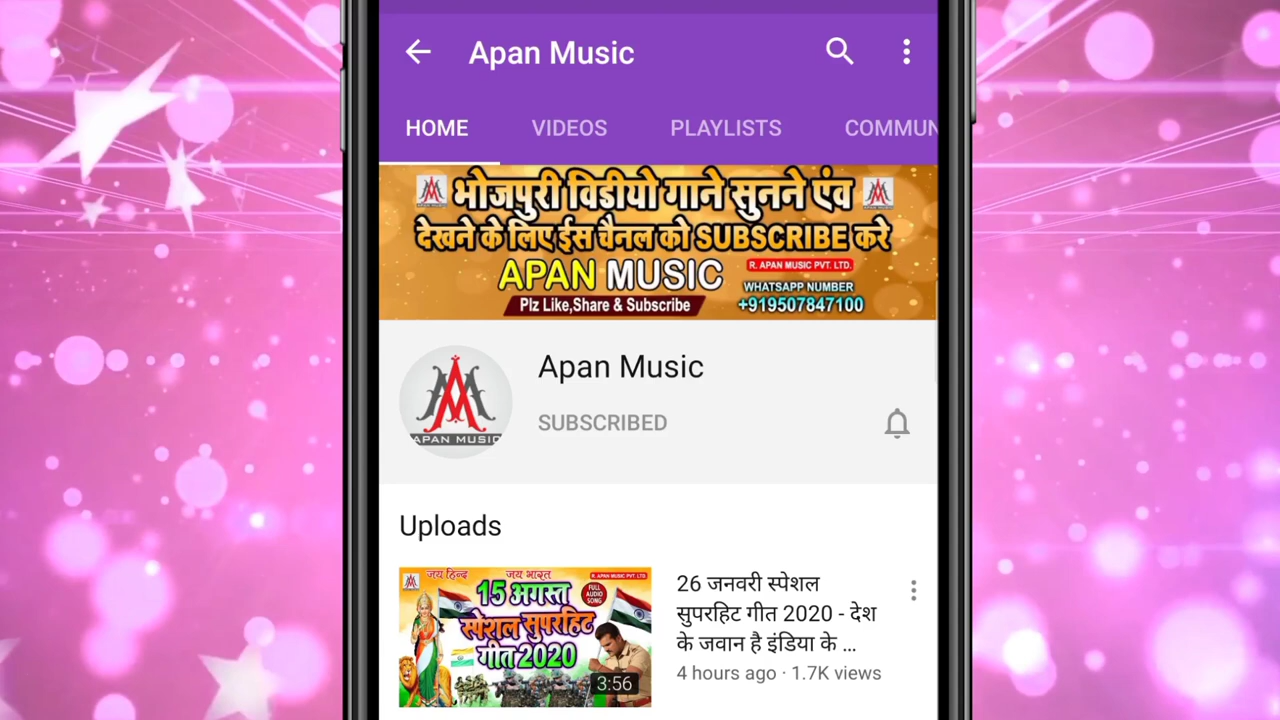 Apan Music
HOME VIDEOS PLAYLISTS COMMUN
भोजपुरी विडीयो गाने सुनने एंव
देखने के लिए ईस चैनल को SUBSCRIBE करे
APAN MUSIC
R. APAN MUSIC PVT. LTD.
WHATSAPP NUMBER
Plz Like,Share & Subscribe
+919507847100
Apan Music
SUBSCRIBED
APAN MUSIC
Uploads
जय हिन्द जय भारत
R. APAN MUSIC PVT. LTD
15 अगस्त
FULL
AUDIO
SONG
स्पेशल सुपरहिट
गीत 2020
3:56
26 जनवरी स्पेशल
सुपरहिट गीत 2020 - देश
के जवान है इंडिया के ...
4 hours ago · 1.7K views